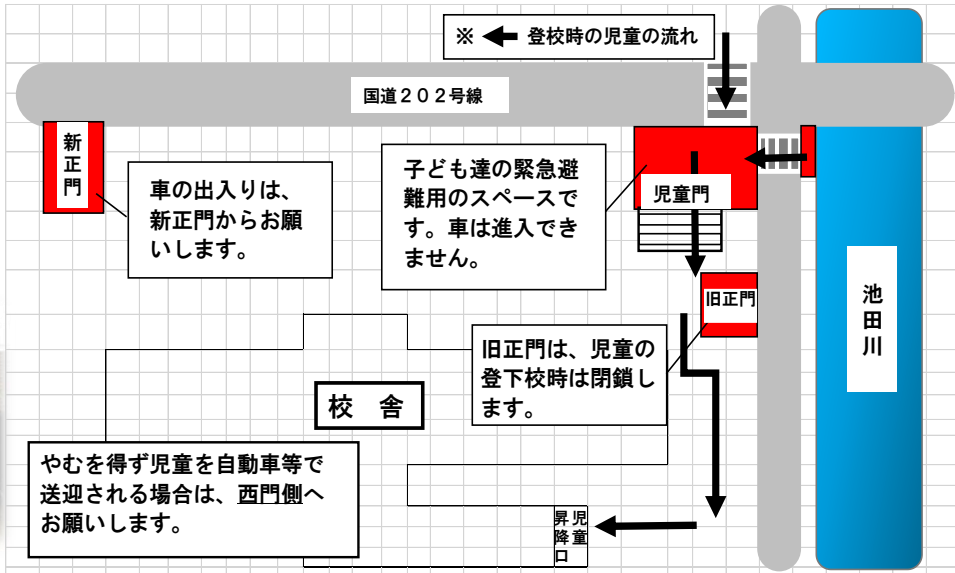 ※ ← 登校時の児童の流れ
国道２０２号線
新正門
車の出入りは、
新正門からお願
いします。
子ども達の緊急避
難用のスペースで
す。車は進入でき
ません。
児童門
旧正門
池田川
旧正門は、児童の
登下校時は閉鎖し
ます。
校　舎
やむを得ず児童を自動車等で
送迎される場合は、西門側へ
お願いします。
児童
昇降口